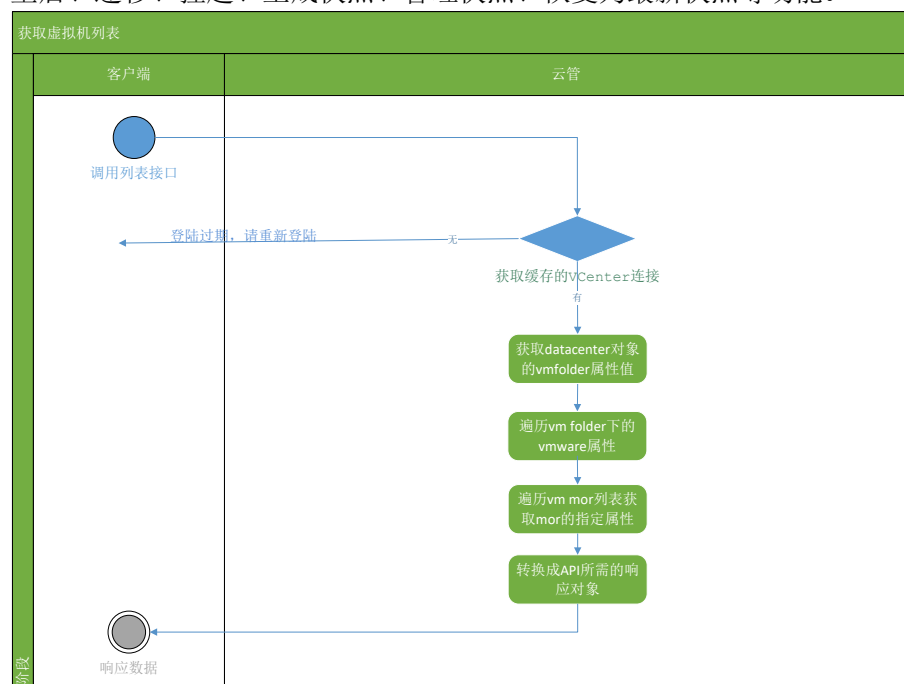 获取虚拟机列表
客户端
云管
调用列表接口
登陆过期，请重新登陆
无
获取缓存的VCenter连接
有
获取datacenter对象
的vmfolder属性值
遍历vm folder下的
vmware属性
遍历vm mor列表获
取mor的指定属性
转换成API所需的响
应对象
响应数据
阶段